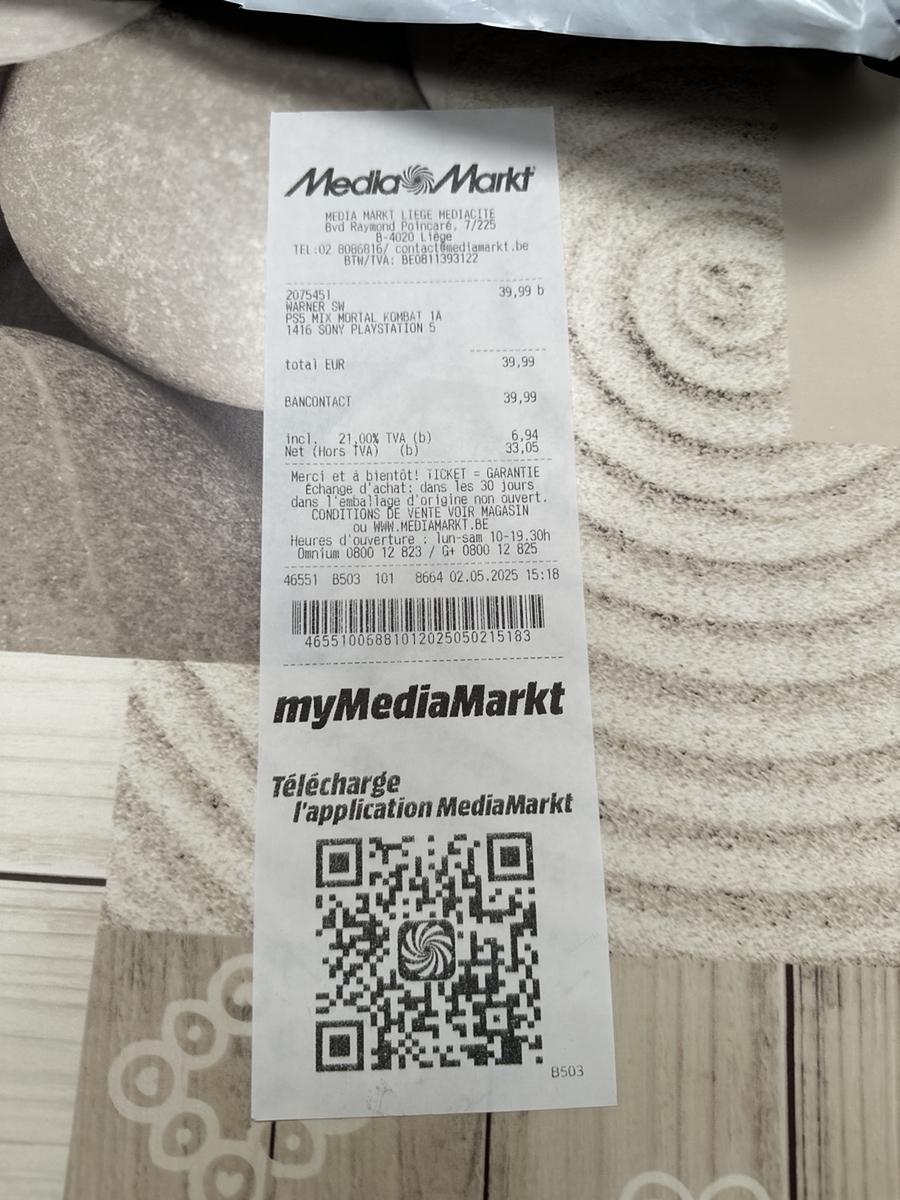 Media Markt
MEDIA MARKT LIEGE MEDIACITE
Bvd Raymond Poincaré, 7/225
B-4020 Liège
TEL:02 8086816/ contact@mediamarkt.be
BTW/TVA: BE0811393122
2075451 39,99 b
WARNER SW
PS5 MIX MORTAL KOMBAT 1A
1416 SONY PLAYSTATION 5
total EUR 39,99
BANCONTACT 39,99
incl. 21,00% TVA (b) 6,94
Net (Hors TVA) (b) 33,05
Merci et à bientôt! TICKET = GARANTIE
Échange d'achat: dans les 30 jours
dans l'emballage d'origine non ouvert.
CONDITIONS DE VENTE VOIR MAGASIN
ou WWW.MEDIAMARKT.BE
Heures d'ouverture : lun-sam 10-19.30h
Omnium 0800 12 823 / G+ 0800 12 825
46551 B503 101 8664 02.05.2025 15:18
46551006881012025050215183
myMediaMarkt
Télécharge
l'application MediaMarkt
B503